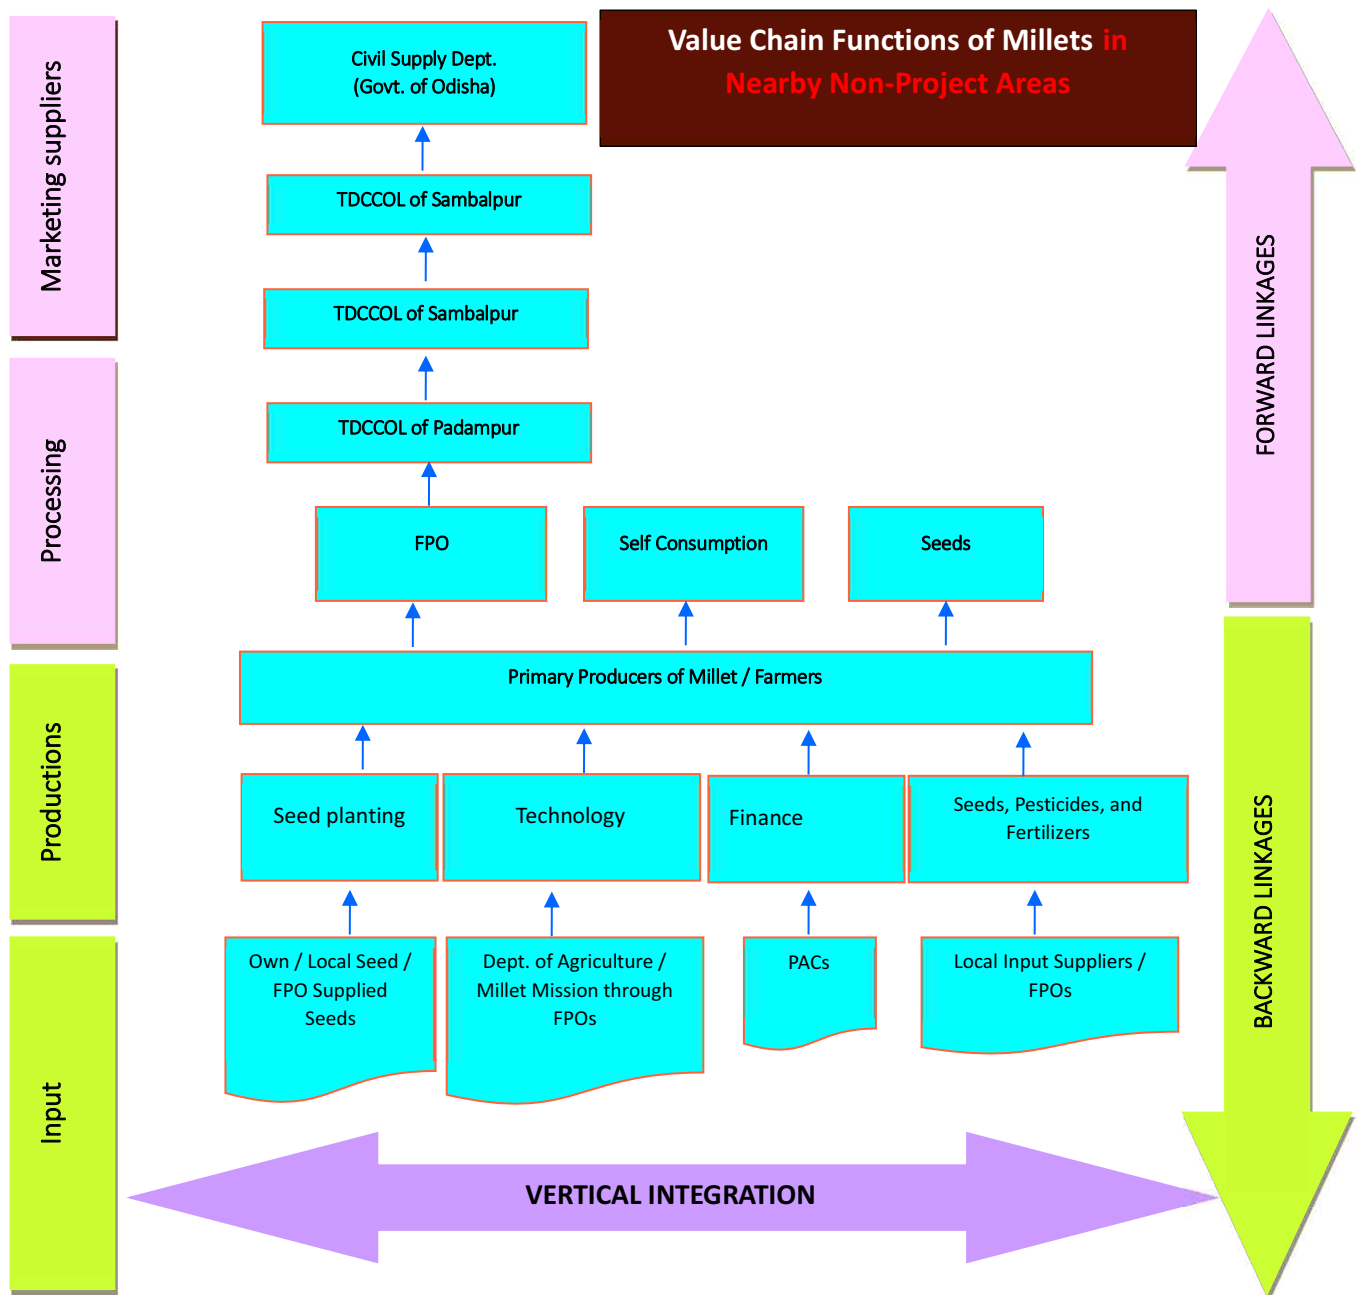 Value Chain Functions of Millets in
Nearby Non-Project Areas
Marketing suppliers
Civil Supply Dept.
(Govt. of Odisha)
TDCCOL of Sambalpur
TDCCOL of Sambalpur
FORWARD LINKAGES
Processing
TDCCOL of Padampur
FPO
Self Consumption
Seeds
Productions
Primary Producers of Millet / Farmers
Seed planting
Technology
Finance
Seeds, Pesticides, and
Fertilizers
BACKWARD LINKAGES
Input
Own / Local Seed /
FPO Supplied
Seeds
Dept. of Agriculture /
Millet Mission through
FPOs
PACs
Local Input Suppliers /
FPOs
VERTICAL INTEGRATION